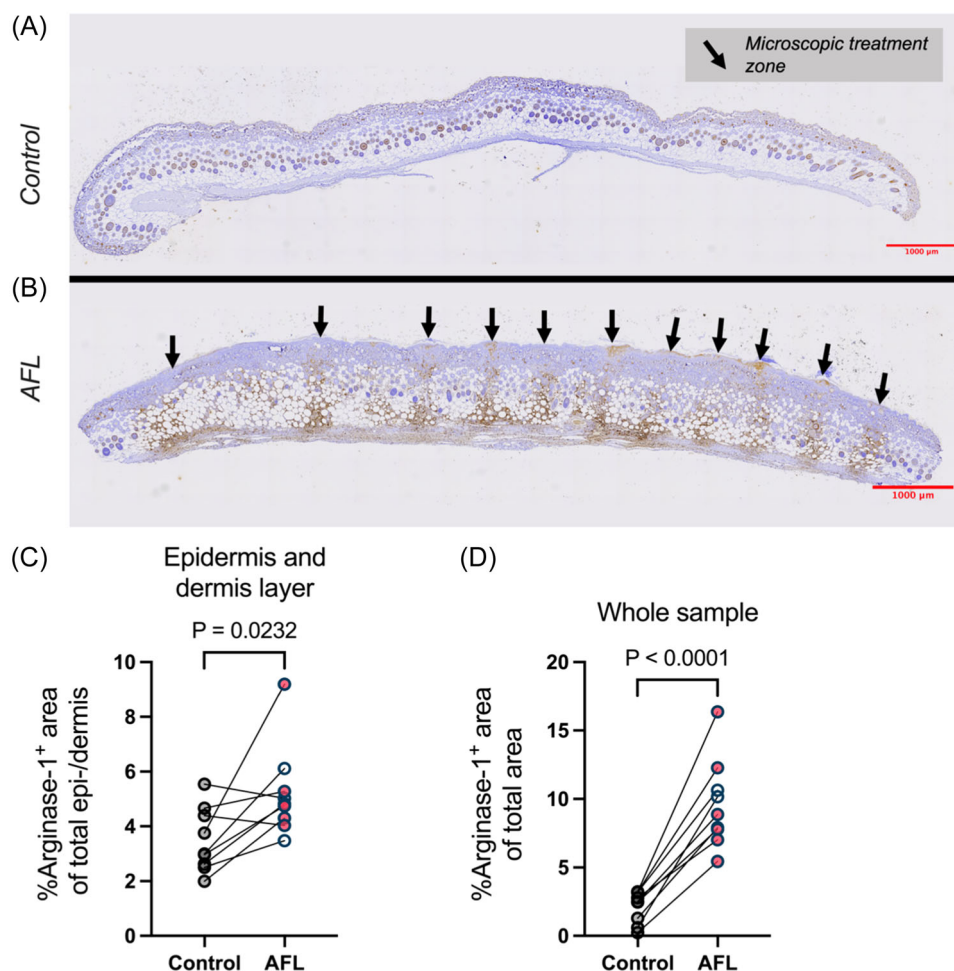 (A)
Microscopic treatment
zone
Control
1000 µm
(B)
AFL
1000 µm
(C)
Epidermis and
dermis layer
P = 0.0232
%Arginase-1+ area
of total epi-/dermis
10
8
6
4
2
0
Control AFL
(D)
Whole sample
P < 0.0001
%Arginase-1+ area
of total area
20
15
10
5
0
Control AFL